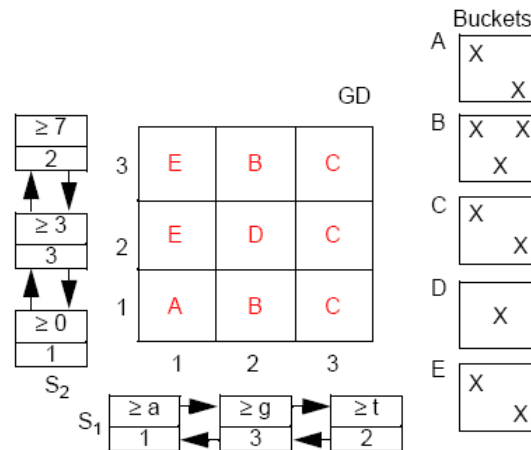 Buckets
A
X
X
GD
B
X X
X
≥ 7
2
3 E B C
≥ 3
3
2 E D C
C
X
X
≥ 0
1
1 A B C
D
X
S2
1 2 3
E
X
X
S1
≥ a ≥ g ≥ t
1 3 2